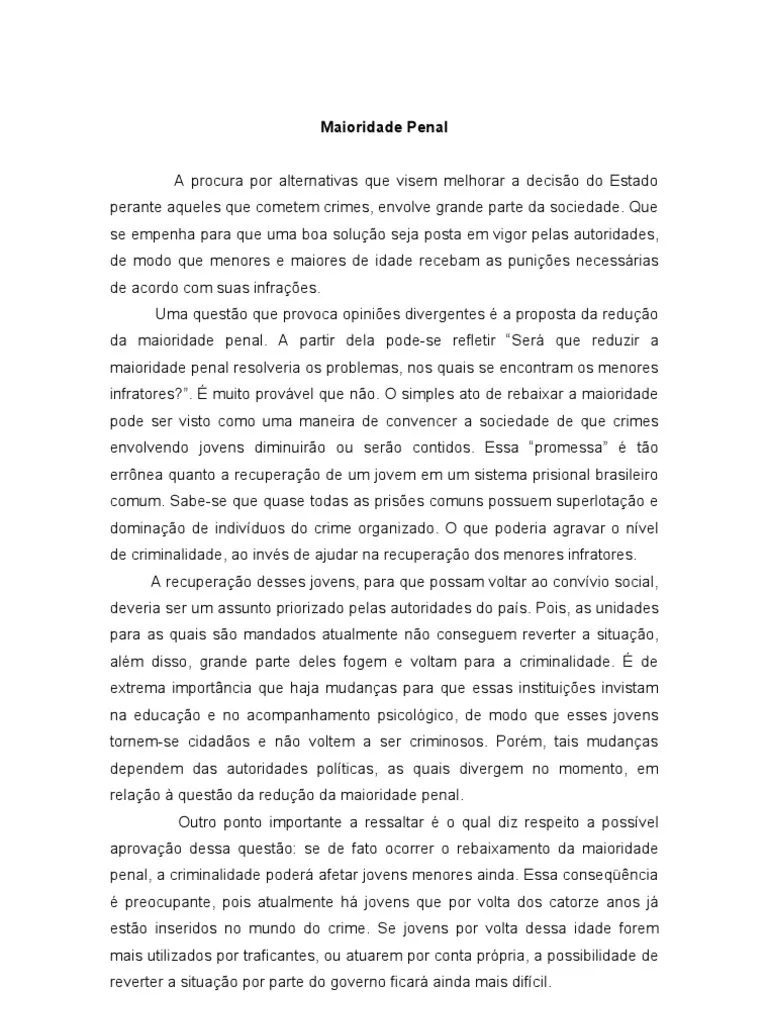 Maioridade Penal
A procura por alternativas que visem melhorar a decisão do Estado
perante aqueles que cometem crimes, envolve grande parte da sociedade. Que
se empenha para que uma boa solução seja posta em vigor pelas autoridades,
de modo que menores e maiores de idade recebam as punições necessárias
de acordo com suas infrações.
Uma questão que provoca opiniões divergentes é a proposta da redução
da maioridade penal. A partir dela pode-se refletir “Será que reduzir a
maioridade penal resolveria os problemas, nos quais se encontram os menores
infratores?”. É muito provável que não. O simples ato de rebaixar a maioridade
pode ser visto como uma maneira de convencer a sociedade de que crimes
envolvendo jovens diminuirão ou serão contidos. Essa “promessa” é tão
errônea quanto a recuperação de um jovem em um sistema prisional brasileiro
comum. Sabe-se que quase todas as prisões comuns possuem superlotação e
dominação de indivíduos do crime organizado. O que poderia agravar o nível
de criminalidade, ao invés de ajudar na recuperação dos menores infratores.
A recuperação desses jovens, para que possam voltar ao convívio social,
deveria ser um assunto priorizado pelas autoridades do país. Pois, as unidades
para as quais são mandados atualmente não conseguem reverter a situação,
além disso, grande parte deles fogem e voltam para a criminalidade. É de
extrema importância que haja mudanças para que essas instituições invistam
na educação e no acompanhamento psicológico, de modo que esses jovens
tornem-se cidadãos e não voltem a ser criminosos. Porém, tais mudanças
dependem das autoridades políticas, as quais divergem no momento, em
relação à questão da redução da maioridade penal.
Outro ponto importante a ressaltar é o qual diz respeito a possível
aprovação dessa questão: se de fato ocorrer o rebaixamento da maioridade
penal, a criminalidade poderá afetar jovens menores ainda. Essa conseqüência
é preocupante, pois atualmente há jovens que por volta dos catorze anos já
estão inseridos no mundo do crime. Se jovens por volta dessa idade forem
mais utilizados por traficantes, ou atuarem por conta própria, a possibilidade de
reverter a situação por parte do governo ficará ainda mais difícil.